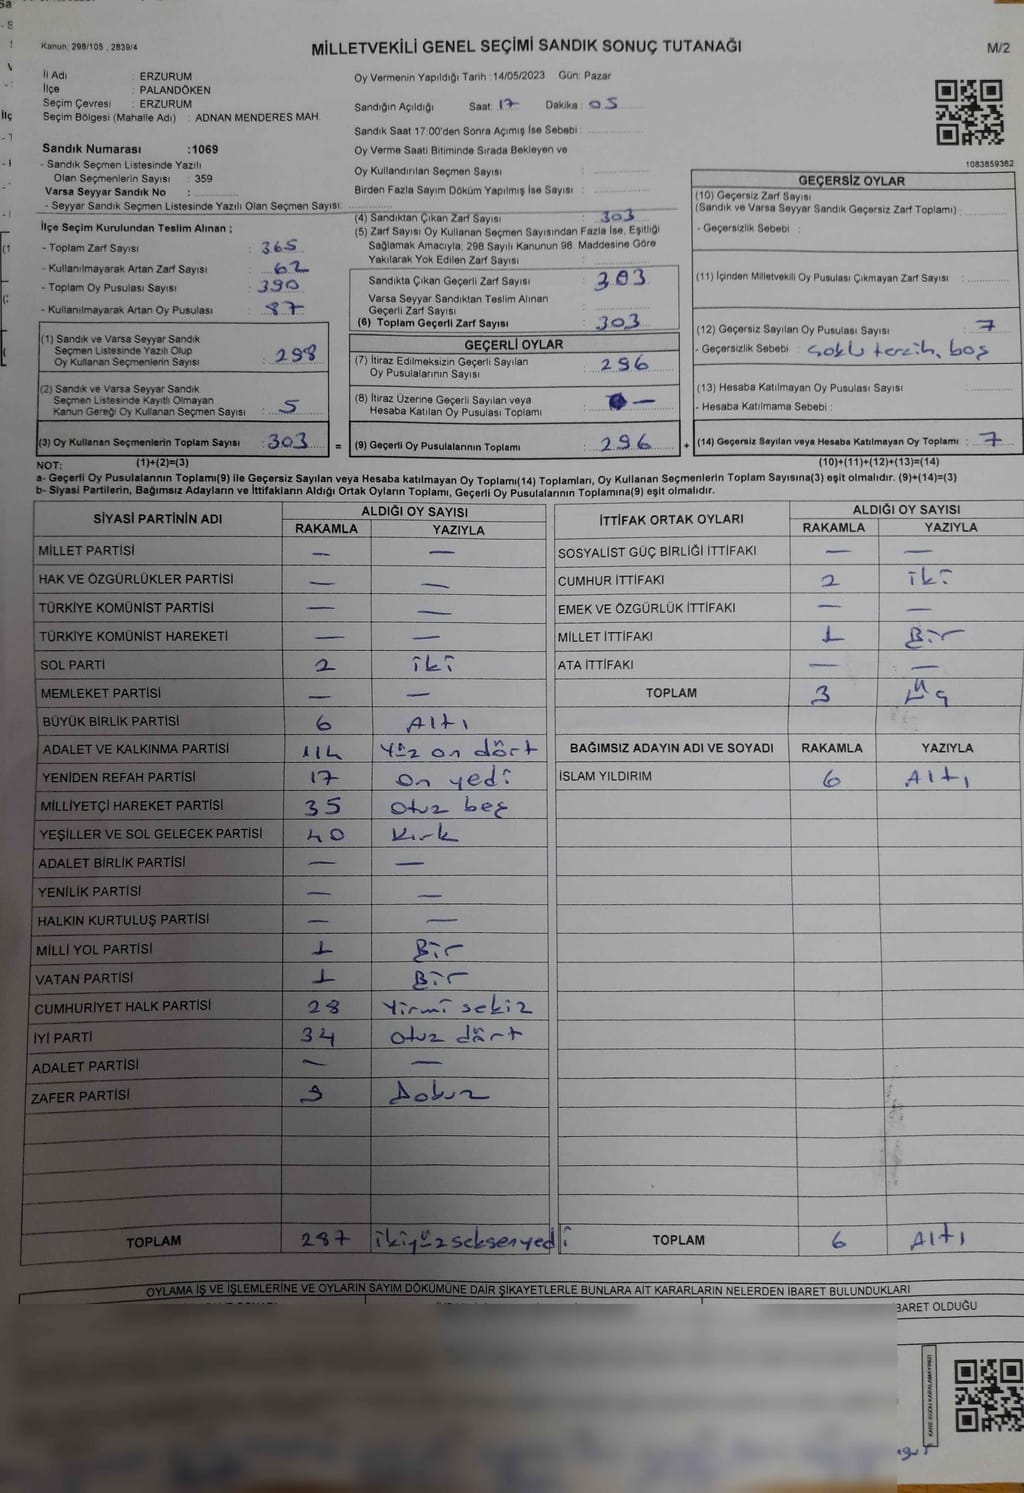 Kanun; 298/105 , 2839/4
MİLLETVEKİLİ GENEL SEÇİMİ SANDIK SONUÇ TUTANAĞI
M/2
İl Adı : ERZURUM
İlçe : PALANDÖKEN
Seçim Çevresi : ERZURUM
Seçim Bölgesi (Mahalle Adı) : ADNAN MENDERES MAH.
Sandık Numarası :1069
- Sandık Seçmen Listesinde Yazılı
Olan Seçmenlerin Sayısı : 359
Varsa Seyyar Sandık No :
- Seyyar Sandık Seçmen Listesinde Yazılı Olan Seçmen Sayısı:
Oy Vermenin Yapıldığı Tarih :14/05/2023 Gün: Pazar
Sandığın Açıldığı Saat: 17 Dakika : 05
Sandık Saat 17:00'den Sonra Açımış İse Sebebi :
Oy Verme Saati Bitiminde Sırada Bekleyen ve
Oy Kullandırılan Seçmen Sayısı :
Birden Fazla Sayım Döküm Yapılmış İse Sayısı :
1083859362
İlçe Seçim Kurulundan Teslim Alınan ;
- Toplam Zarf Sayısı : 365
- Kullanılmayarak Artan Zarf Sayısı : 62
- Toplam Oy Pusulası Sayısı : 390
- Kullanılmayarak Artan Oy Pusulası : 87
(1) Sandık ve Varsa Seyyar Sandık
Seçmen Listesinde Yazılı Olup
Oy Kullanan Seçmenlerin Sayısı : 298
(2) Sandık ve Varsa Seyyar Sandık
Seçmen Listesinde Kayıtlı Olmayan
Kanun Gereği Oy Kullanan Seçmen Sayısı : 5
(3) Oy Kullanan Seçmenlerin Toplam Sayısı : 303 =
(4) Sandıktan Çıkan Zarf Sayısı : 303
(5) Zarf Sayısı Oy Kullanan Seçmen Sayısından Fazla İse, Eşitliği
Sağlamak Amacıyla; 298 Sayılı Kanunun 98. Maddesine Göre
Yakılarak Yok Edilen Zarf Sayısı :
Sandıkta Çıkan Geçerli Zarf Sayısı : 303
Varsa Seyyar Sandıktan Teslim Alınan
Geçerli Zarf Sayısı :
(6) Toplam Geçerli Zarf Sayısı : 303
GEÇERLİ OYLAR
(7) İtiraz Edilmeksizin Geçerli Sayılan
Oy Pusulalarının Sayısı : 296
(8) İtiraz Üzerine Geçerli Sayılan veya
Hesaba Katılan Oy Pusulası Toplamı : —
(9) Geçerli Oy Pusulalarının Toplamı : 296 +
GEÇERSİZ OYLAR
(10) Geçersiz Zarf Sayısı
(Sandık ve Varsa Seyyar Sandık Geçersiz Zarf Toplamı) :
- Geçersizlik Sebebi :
(11) İçinden Milletvekili Oy Pusulası Çıkmayan Zarf Sayısı :
(12) Geçersiz Sayılan Oy Pusulası Sayısı : 7
- Geçersizlik Sebebi : tercih, boş
(13) Hesaba Katılmayan Oy Pusulası Sayısı :
- Hesaba Katılmama Sebebi :
(14) Geçersiz Sayılan veya Hesaba Katılmayan Oy Toplamı : 7
NOT: (1)+(2)=(3) (10)+(11)+(12)+(13)=(14)
a- Geçerli Oy Pusulalarının Toplamı(9) ile Geçersiz Sayılan veya Hesaba katılmayan Oy Toplamı(14) Toplamları, Oy Kullanan Seçmenlerin Toplam Sayısına(3) eşit olmalıdır. (9)+(14)=(3)
b- Siyasi Partilerin, Bağımsız Adayların ve İttifakların Aldığı Ortak Oyların Toplamı, Geçerli Oy Pusulalarının Toplamına(9) eşit olmalıdır.
SİYASİ PARTİNİN ADI ALDIĞI OY SAYISI
RAKAMLA YAZIYLA
MİLLET PARTİSİ — —
HAK VE ÖZGÜRLÜKLER PARTİSİ — —
TÜRKİYE KOMÜNİST PARTİSİ — —
TÜRKİYE KOMÜNİST HAREKETİ — —
SOL PARTİ 2 iki
MEMLEKET PARTİSİ — —
BÜYÜK BİRLİK PARTİSİ 6 Altı
ADALET VE KALKINMA PARTİSİ 114 Yüz on dört
YENİDEN REFAH PARTİSİ 17 on yedi
MİLLİYETÇİ HAREKET PARTİSİ 35 otuz beş
YEŞİLLER VE SOL GELECEK PARTİSİ 40 Kırk
ADALET BİRLİK PARTİSİ — —
YENİLİK PARTİSİ — —
HALKIN KURTULUŞ PARTİSİ — —
MİLLİ YOL PARTİSİ 1 Bir
VATAN PARTİSİ 1 Bir
CUMHURİYET HALK PARTİSİ 28 Yirmi sekiz
İYİ PARTİ 34 otuz dört
ADALET PARTİSİ — —
ZAFER PARTİSİ 9 Dokuz
TOPLAM 287 ikiyüzseksenyedi
İTTİFAK ORTAK OYLARI ALDIĞI OY SAYISI
RAKAMLA YAZIYLA
SOSYALİST GÜÇ BİRLİĞİ İTTİFAKI — —
CUMHUR İTTİFAKI 2 iki
EMEK VE ÖZGÜRLÜK İTTİFAKI — —
MİLLET İTTİFAKI 1 Bir
ATA İTTİFAKI — —
TOPLAM 3 Üç
BAĞIMSIZ ADAYIN ADI VE SOYADI RAKAMLA YAZIYLA
İSLAM YILDIRIM 6 Altı
TOPLAM 6 Altı
OYLAMA İŞ VE İŞLEMLERİNE VE OYLARIN SAYIM DÖKÜMÜNE DAİR ŞİKAYETLERLE BUNLARA AİT KARARLARIN NELERDEN İBARET BULUNDUKLARI
BARET OLDUĞU